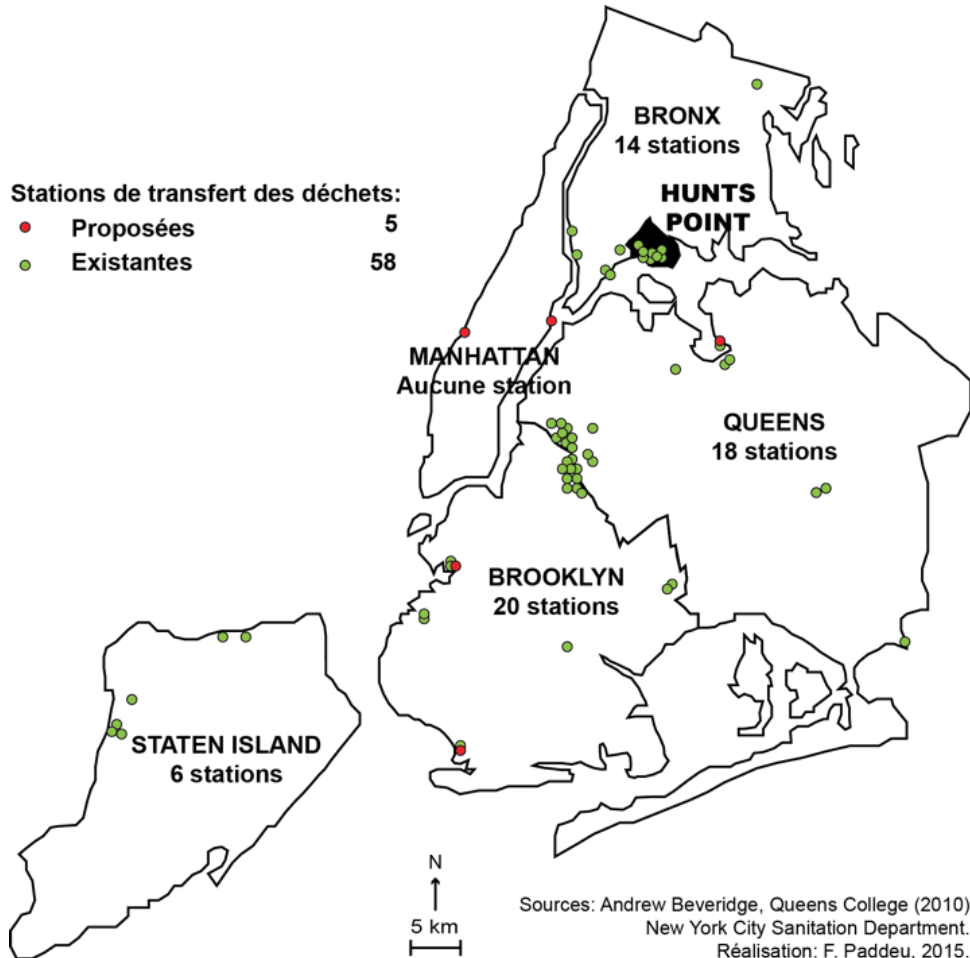 BRONX
14 stations
HUNTS
POINT
Stations de transfert des déchets:
Proposées 5
Existantes 58
MANHATTAN
Aucune station
QUEENS
18 stations
BROOKLYN
20 stations
STATEN ISLAND
6 stations
N
5 km
Sources: Andrew Beveridge, Queens College (2010)
New York City Sanitation Department.
Réalisation: F. Paddeu, 2015.